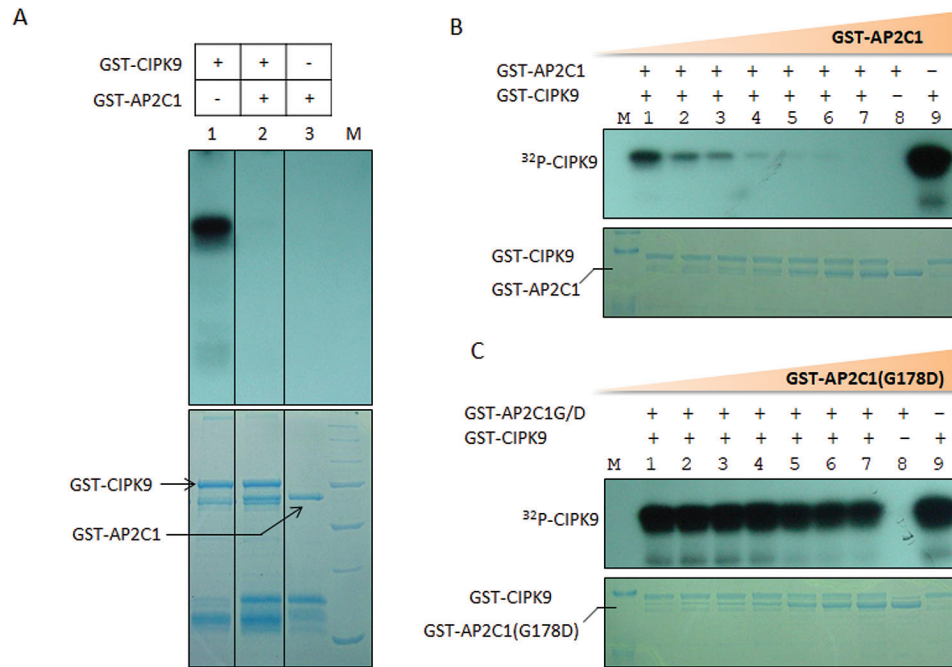 A
GST-CIPK9 + + -
GST-AP2C1 - + +
1 2 3 M
GST-CIPK9
GST-AP2C1
B
GST-AP2C1
GST-AP2C1 + + + + + + + + −
GST-CIPK9 + + + + + + + − +
M 1 2 3 4 5 6 7 8 9
³²P-CIPK9
GST-CIPK9
GST-AP2C1
C
GST-AP2C1(G178D)
GST-AP2C1G/D + + + + + + + + −
GST-CIPK9 + + + + + + + − +
M 1 2 3 4 5 6 7 8 9
³²P-CIPK9
GST-CIPK9
GST-AP2C1(G178D)